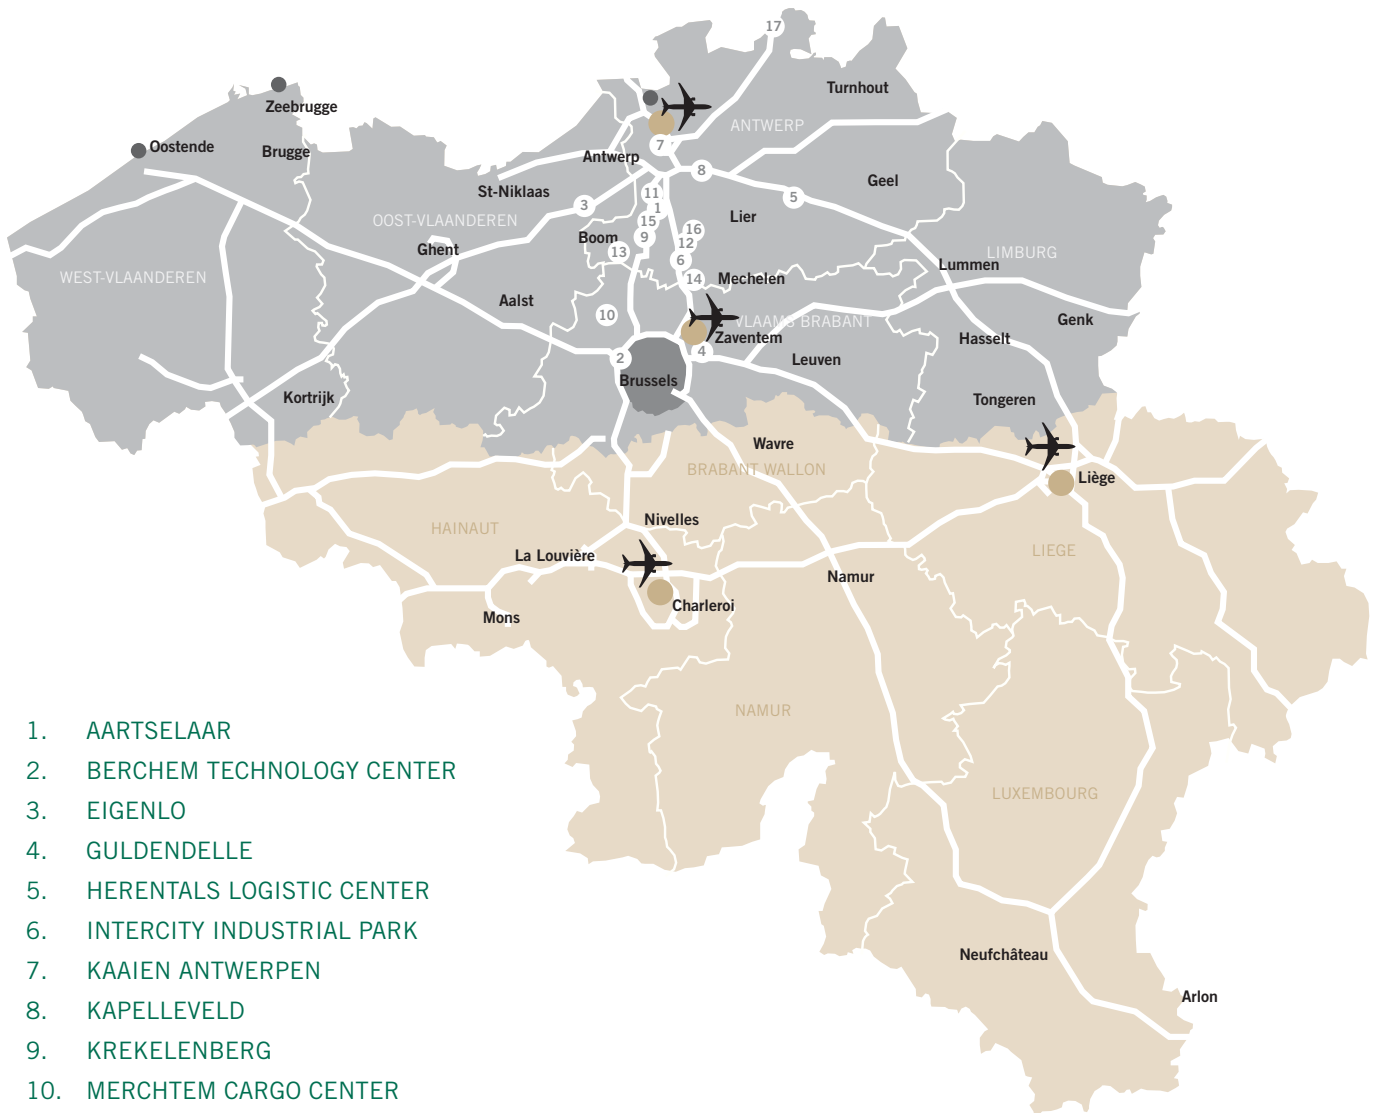 17
Turnhout
Zeebrugge
ANTWERP
Oostende
Brugge
7
Antwerp
8
Geel
St-Niklaas
11
5
3
1
Lier
OOST-VLAANDEREN
15
16
Boom
9
12
Ghent
13
LIMBURG
6
Lummen
WEST-VLAANDEREN
14
Mechelen
Aalst
10
VLAAMS BRABANT
Genk
Zaventem
Hasselt
2
4
Leuven
Brussels
Kortrijk
Tongeren
Wavre
BRABANT WALLON
Liège
Nivelles
HAINAUT
La Louvière
LIEGE
Namur
Charleroi
Mons
NAMUR
LUXEMBOURG
Neufchâteau
Arlon
1. AARTSELAAR
2. BERCHEM TECHNOLOGY CENTER
3. EIGENLO
4. GULDENDELLE
5. HERENTALS LOGISTIC CENTER
6. INTERCITY INDUSTRIAL PARK
7. KAAIEN ANTWERPEN
8. KAPELLEVELD
9. KREKELENBERG
10. MERCHTEM CARGO CENTER